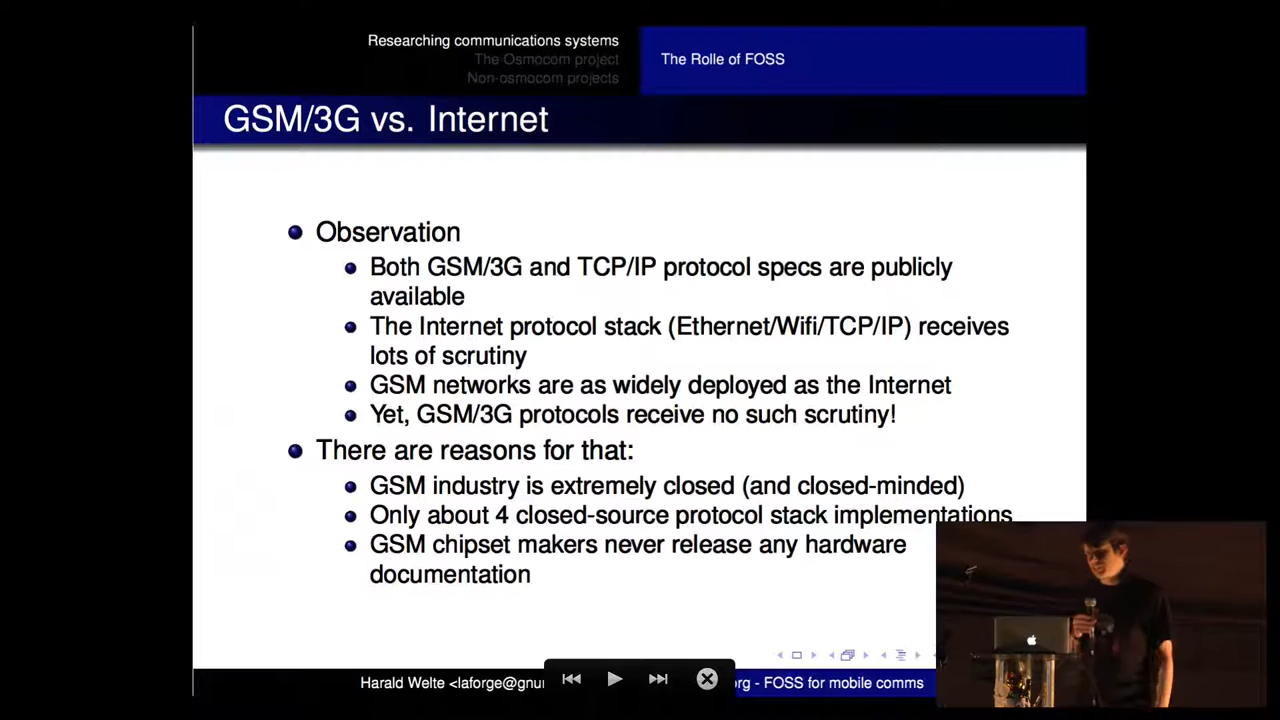 Researching communications systems
The Osmocom project
Non-osmocom projects
The Rolle of FOSS
GSM/3G vs. Internet
Observation
Both GSM/3G and TCP/IP protocol specs are publicly
available
The Internet protocol stack (Ethernet/Wifi/TCP/IP) receives
lots of scrutiny
GSM networks are as widely deployed as the Internet
Yet, GSM/3G protocols receive no such scrutiny!
There are reasons for that:
GSM industry is extremely closed (and closed-minded)
Only about 4 closed-source protocol stack implementations
GSM chipset makers never release any hardware
documentation
Harald Welte <laforge@gnu org - FOSS for mobile comms